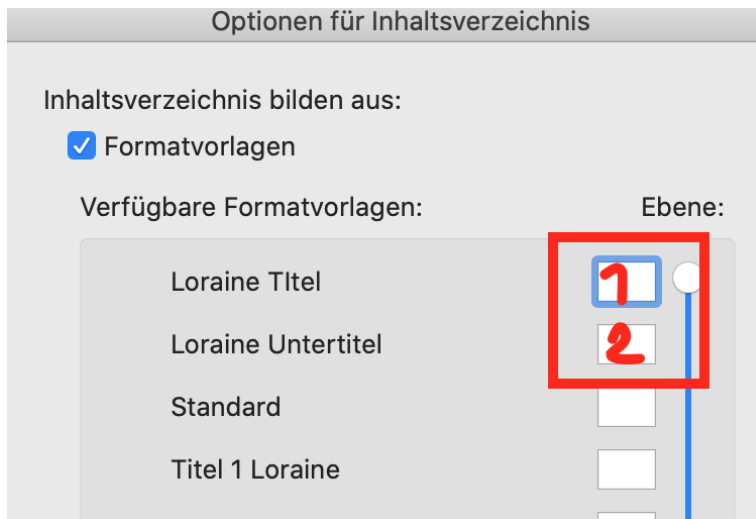 Optionen für Inhaltsverzeichnis
Inhaltsverzeichnis bilden aus:
Formatvorlagen
Verfügbare Formatvorlagen: Ebene:
Loraine TItel 1
Loraine Untertitel 2
Standard
Titel 1 Loraine